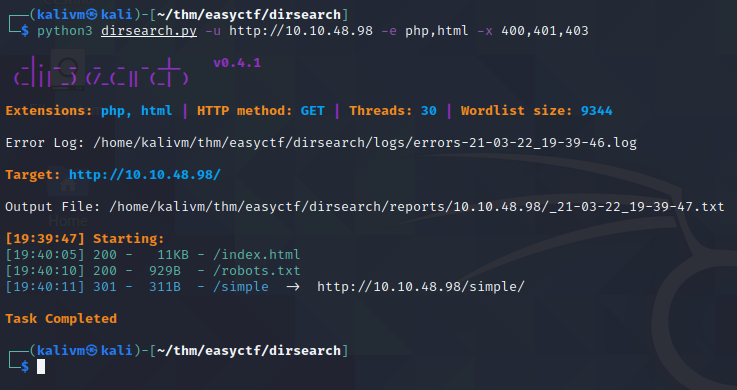 ┌──(kalivm㉿kali)-[~/thm/easyctf/dirsearch]
└─$ python3 dirsearch.py -u http://10.10.48.98 -e php,html -x 400,401,403
  _|. _ _  _  _  _ _|_    v0.4.1
 (_||| _) (/_(_|| (_| )
Extensions: php, html | HTTP method: GET | Threads: 30 | Wordlist size: 9344
Error Log: /home/kalivm/thm/easyctf/dirsearch/logs/errors-21-03-22_19-39-46.log
Target: http://10.10.48.98/
Output File: /home/kalivm/thm/easyctf/dirsearch/reports/10.10.48.98/_21-03-22_19-39-47.txt
[19:39:47] Starting:
[19:40:05] 200 -   11KB - /index.html
[19:40:10] 200 -  929B  - /robots.txt
[19:40:11] 301 -  311B  - /simple  ->  http://10.10.48.98/simple/
Task Completed
┌──(kalivm㉿kali)-[~/thm/easyctf/dirsearch]
└─$
Home